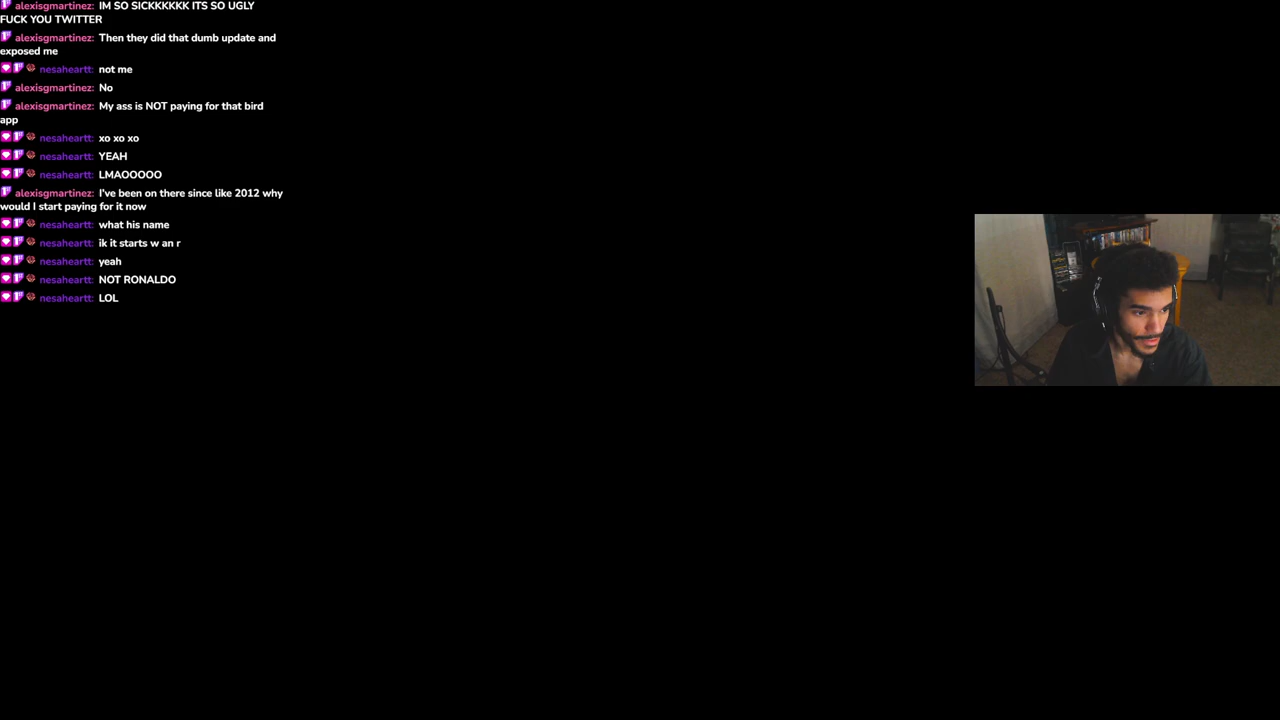 alexisgmartinez: IM SO SICKKKKKK ITS SO UGLY
FUCK YOU TWITTER
alexisgmartinez: Then they did that dumb update and
exposed me
nesaheartt: not me
alexisgmartinez: No
alexisgmartinez: My ass is NOT paying for that bird
app
nesaheartt: xo xo xo
nesaheartt: YEAH
nesaheartt: LMAOOOOO
alexisgmartinez: I've been on there since like 2012 why
would I start paying for it now
nesaheartt: what his name
nesaheartt: ik it starts w an r
nesaheartt: yeah
nesaheartt: NOT RONALDO
nesaheartt: LOL